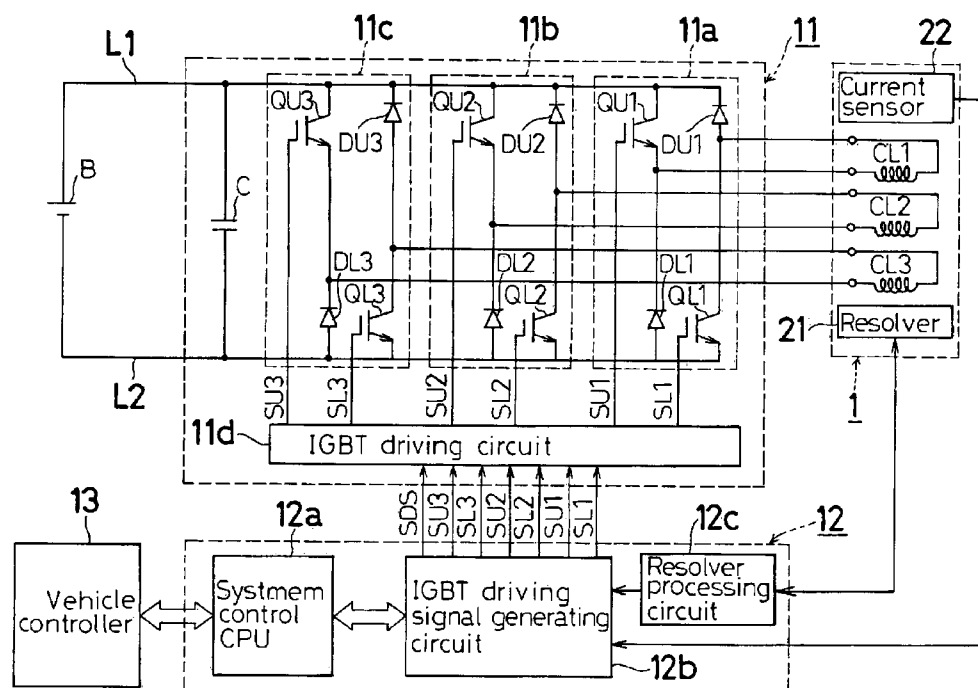 11c
11b
11a
11
22
L1
QU3
DU3
QU2
DU2
QU1
DU1
Current
sensor
B
C
CL1
CL2
CL3
DL3
QL3
DL2
QL2
DL1
QL1
21
Resolver
1
L2
SU3
SL3
SU2
SL2
SU1
SL1
11d
IGBT driving circuit
SDS
SU3
SL3
SU2
SL2
SU1
SL1
13
12a
12c
12
Vehicle
controller
Systmem
control
CPU
IGBT driving
signal generating
circuit
Resolver
processing
circuit
12b